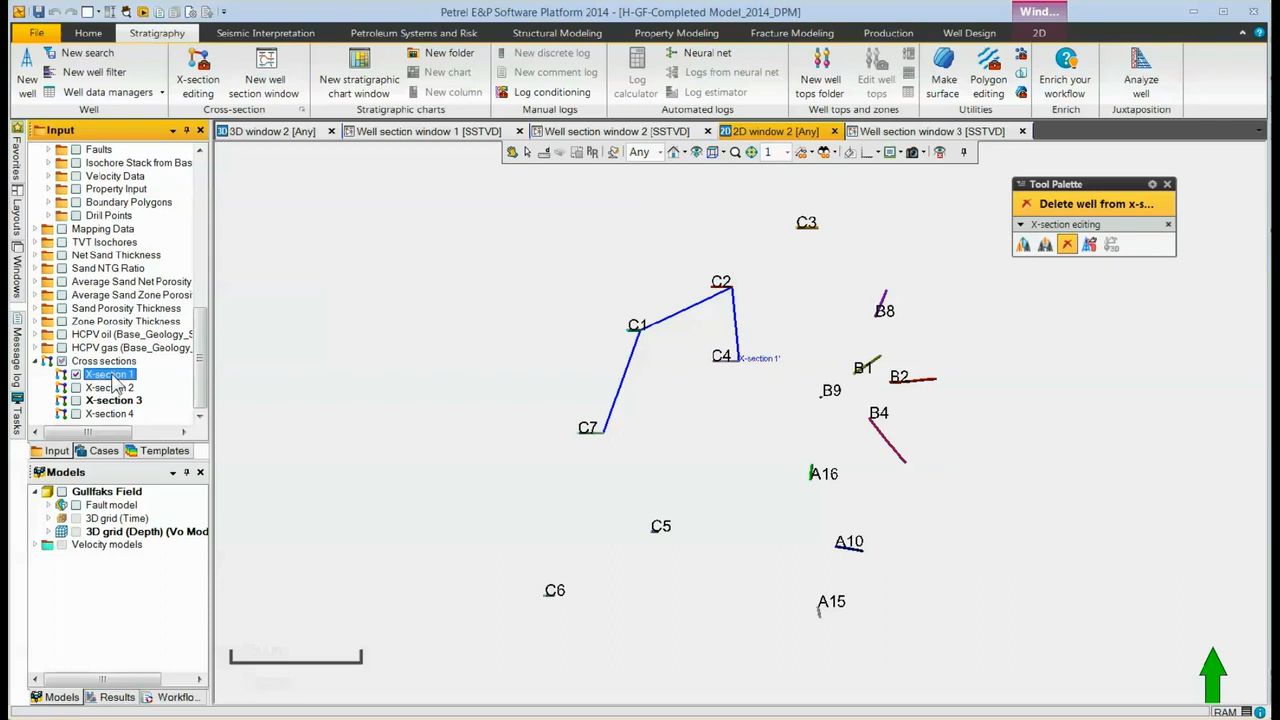 Petrel E&P Software Platform 2014 - [H-GF-Completed Model_2014_DPM]
Wind...
File
Home
Stratigraphy
Seismic Interpretation
Petroleum Systems and Risk
Structural Modeling
Property Modeling
Fracture Modeling
Production
Well Design
2D
New well
New search
New well filter
Well data managers
Well
X-section editing
New well section window
Cross-section
New stratigraphic chart window
New folder
New chart
New column
Stratigraphic charts
New discrete log
New comment log
Log conditioning
Manual logs
Log calculator
Neural net
Logs from neural net
Log estimator
Automated logs
New well tops folder
Edit well tops
Well tops and zones
Make surface
Polygon editing
Utilities
Enrich your workflow
Enrich
Analyze well
Juxtaposition
Input
3D window 2 [Any]
Well section window 1 [SSTVD]
Well section window 2 [SSTVD]
2D window 2 [Any]
Well section window 3 [SSTVD]
Any
1
Favorites
Layouts
Windows
Message log
Tasks
Faults
Isochore Stack from Bas
Velocity Data
Property Input
Boundary Polygons
Drill Points
Mapping Data
TVT Isochores
Net Sand Thickness
Sand NTG Ratio
Average Sand Net Porosity
Average Sand Zone Porosi
Sand Porosity Thickness
Zone Porosity Thickness
HCPV oil (Base_Geology_S
HCPV gas (Base_Geology_
Cross sections
X-section 1
X-section 2
X-section 3
X-section 4
Input
Cases
Templates
Models
Gullfaks Field
Fault model
3D grid (Time)
3D grid (Depth) (Vo Mod
Velocity models
Models
Results
Workflo...
Tool Palette
Delete well from x-s...
X-section editing
3D
C3
C2
B8
C1
C4
X-section 1'
B1
B2
B9
B4
C7
A16
C5
A10
C6
A15
RAM